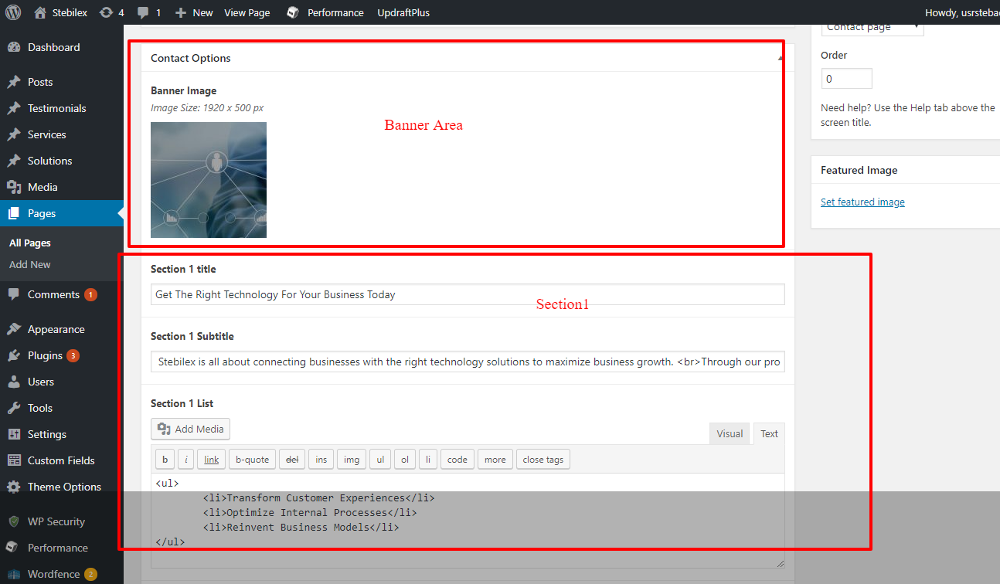 Stebilex 4 1 New View Page Performance UpdraftPlus Howdy, usrsteba
Dashboard
Posts
Testimonials
Services
Solutions
Media
Pages
All Pages
Add New
Comments 1
Appearance
Plugins 3
Users
Tools
Settings
Custom Fields
Theme Options
WP Security
Performance
Wordfence 2
Contact Options
Banner Image
Image Size: 1920 x 500 px
Banner Area
Section 1 title
Get The Right Technology For Your Business Today
Section1
Section 1 Subtitle
Stebilex is all about connecting businesses with the right technology solutions to maximize business growth. <br>Through our pro
Section 1 List
Add Media
Visual Text
b i link b-quote del ins img ul ol li code more close tags
<ul>
<li>Transform Customer Experiences</li>
<li>Optimize Internal Processes</li>
<li>Reinvent Business Models</li>
</ul>
Contact page
Order
0
Need help? Use the Help tab above the
screen title.
Featured Image
Set featured image